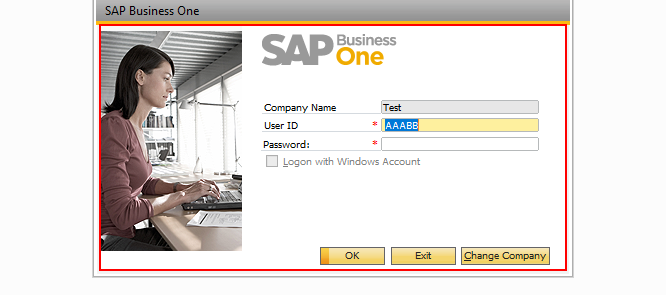 SAP Business One
SAP Business
One
Company Name Test
User ID * AAABB
Password: *
Logon with Windows Account
OK Exit Change Company